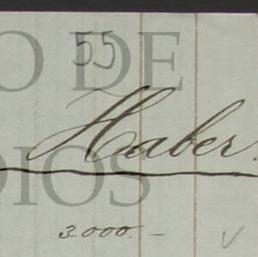 55
O DE
Haber.
DIOS
3.000. -